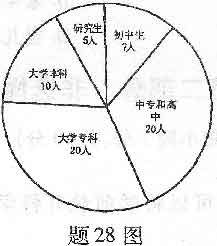 研究生
5人
初中生
7人
大学本科
10人
中专和高
中
20人
大学专科
20人
题28图